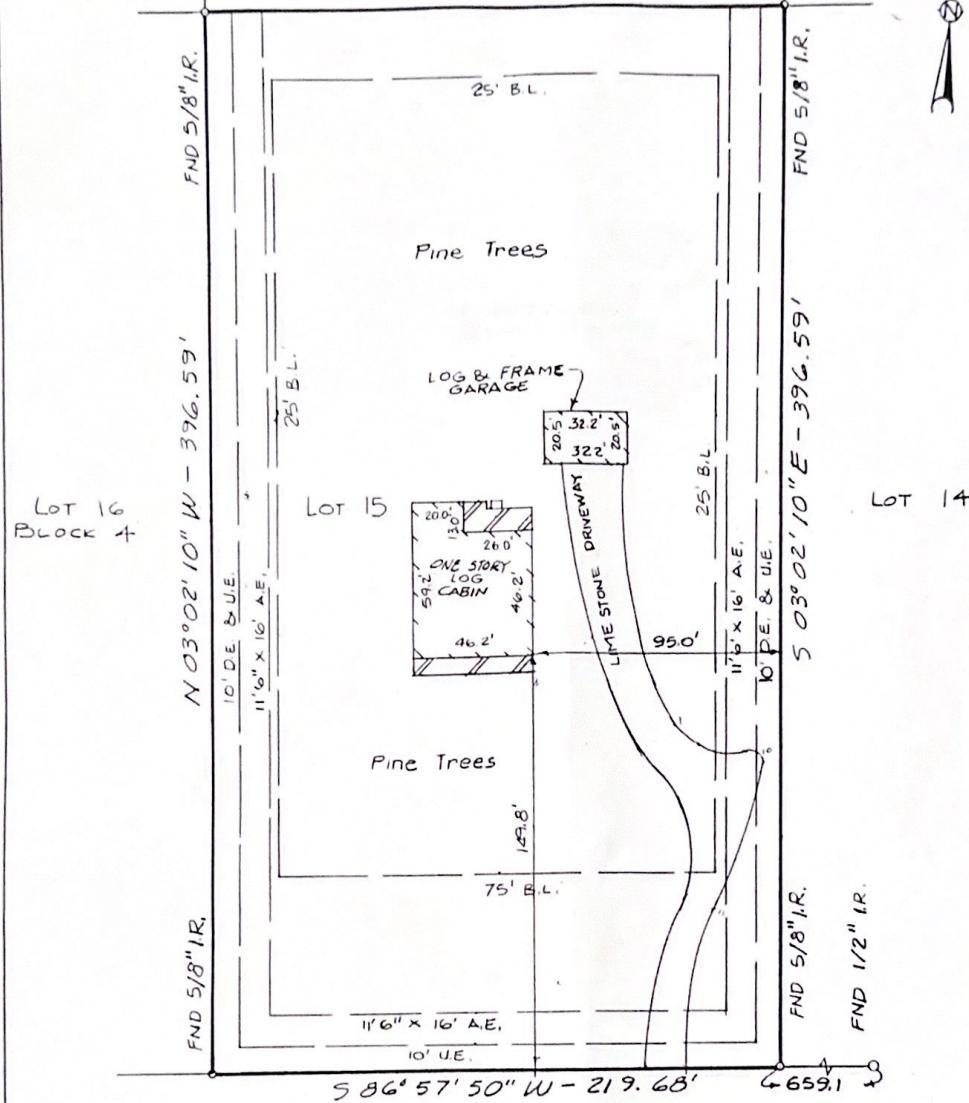 N
FND 5/8" I.R.
FND 5/8" I.R.
25' B.L.
Pine Trees
LOG & FRAME
GARAGE
20.5'
32.2'
20.5'
32.2'
N 03° 02' 10" W - 396.59'
S 03° 02' 10" E - 396.59'
25' B.L.
25' B.L.
LOT 16
BLOCK 4
LOT 15
LOT 14
20.0'
13.0'
26.0'
ONE STORY
LOG
CABIN
59.2'
46.2'
46.2'
LIME STONE DRIVEWAY
95.0'
10' D.E. & U.E.
11'6" x 16' A.E.
11'6" x 16' A.E.
10' D.E. & U.E.
Pine Trees
149.8'
75' B.L.
FND 5/8" I.R.
FND 5/8" I.R.
FND 1/2" I.R.
11'6" x 16' A.E.
10' U.E.
S 86° 57' 50" W - 219.68'
659.1